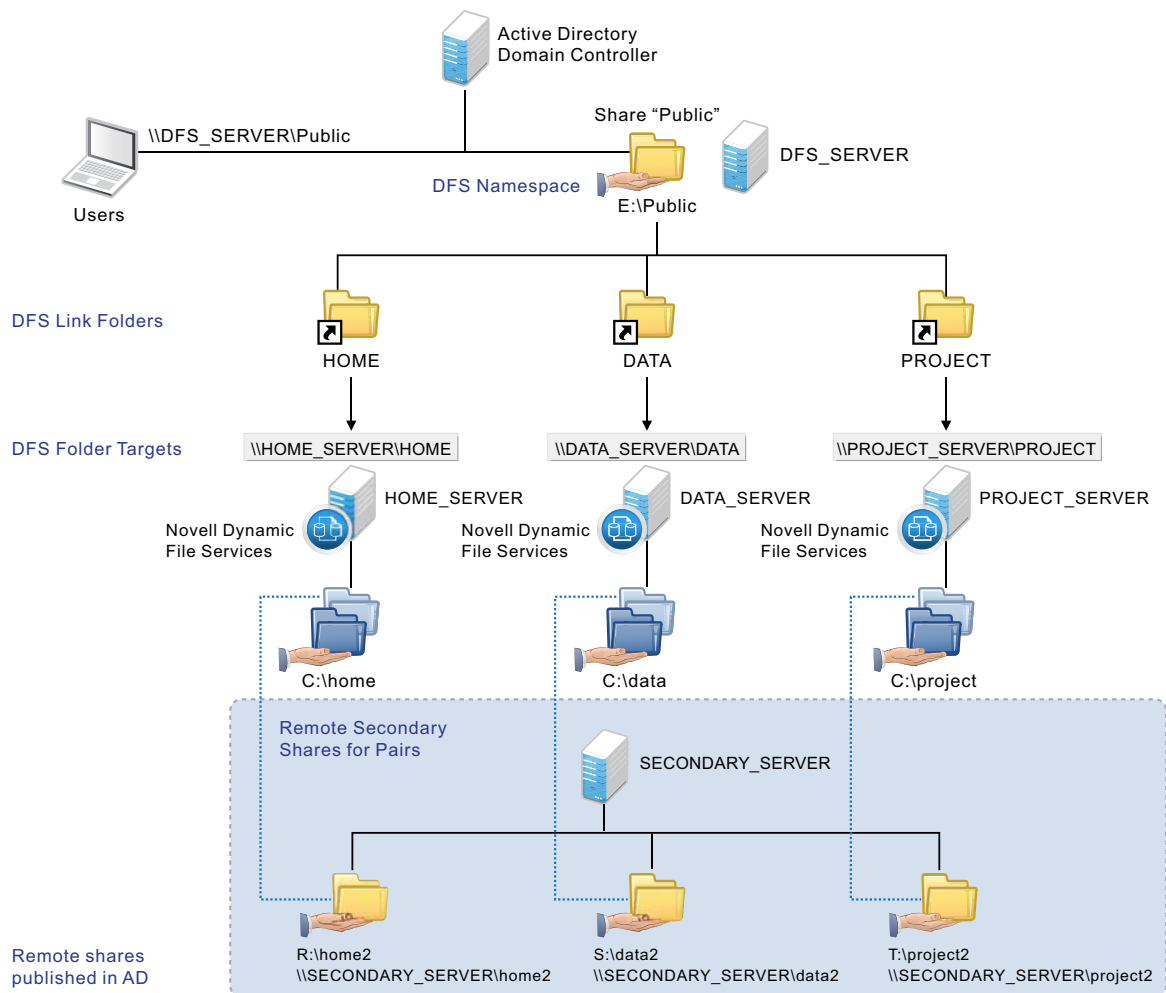 Active Directory
Domain Controller
Share “Public”
\\DFS_SERVER\Public
DFS_SERVER
DFS Namespace
Users
E:\Public
DFS Link Folders
HOME
DATA
PROJECT
DFS Folder Targets
\\HOME_SERVER\HOME
\\DATA_SERVER\DATA
\\PROJECT_SERVER\PROJECT
HOME_SERVER
DATA_SERVER
PROJECT_SERVER
Novell Dynamic
File Services
Novell Dynamic
File Services
Novell Dynamic
File Services
C:\home
C:\data
C:\project
Remote Secondary
Shares for Pairs
SECONDARY_SERVER
Remote shares
published in AD
R:\home2
\\SECONDARY_SERVER\home2
S:\data2
\\SECONDARY_SERVER\data2
T:\project2
\\SECONDARY_SERVER\project2